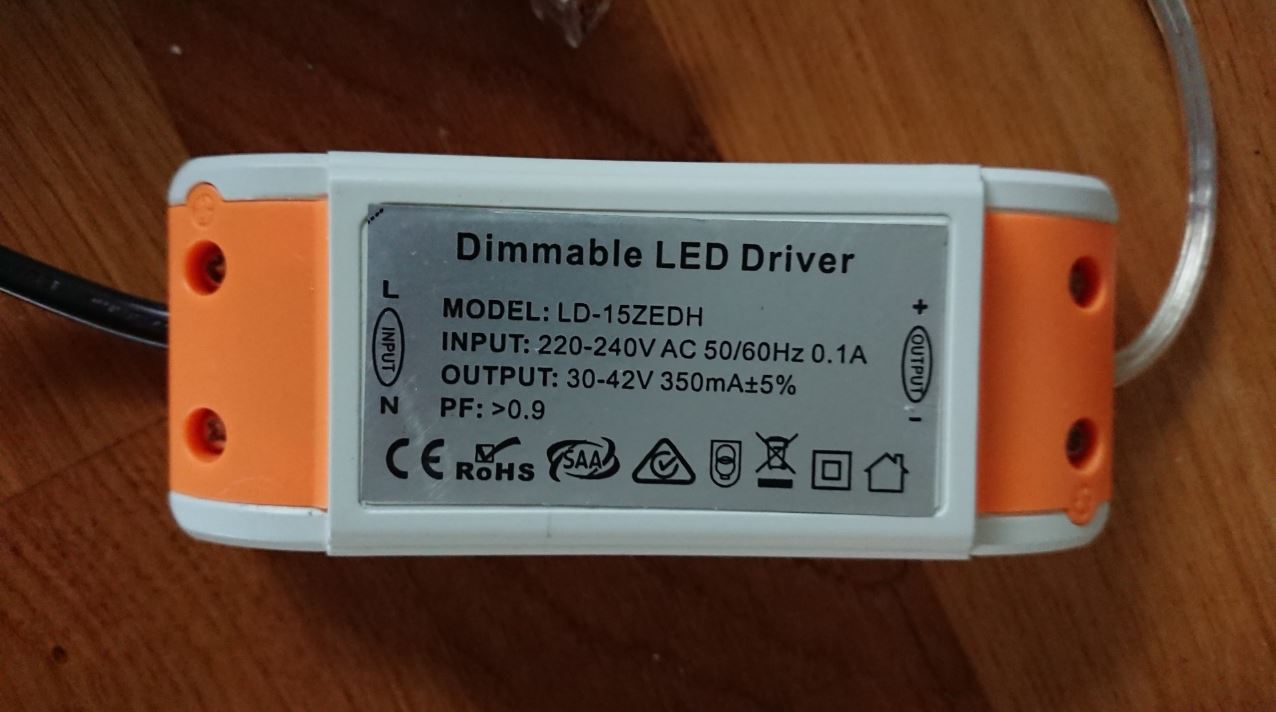 Dimmable LED Driver
L
INPUT
N
MODEL: LD-15ZEDH
INPUT: 220-240V AC 50/60Hz 0.1A
OUTPUT: 30-42V 350mA±5%
PF: >0.9
+
OUTPUT
-
CE RoHS SAA